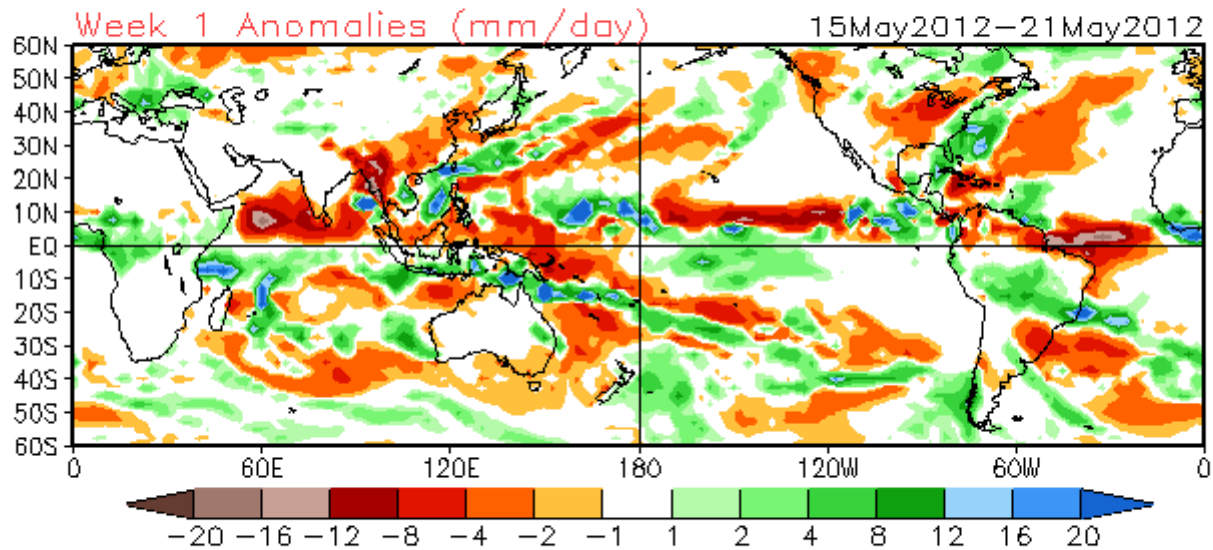 Week 1 Anomalies (mm/day) 15May2012-21May2012
60N
50N
40N
30N
20N
10N
EQ
10S
20S
30S
40S
50S
60S
0 60E 120E 180 120W 60W 0
-20 -16 -12 -8 -4 -2 -1 1 2 4 8 12 16 20